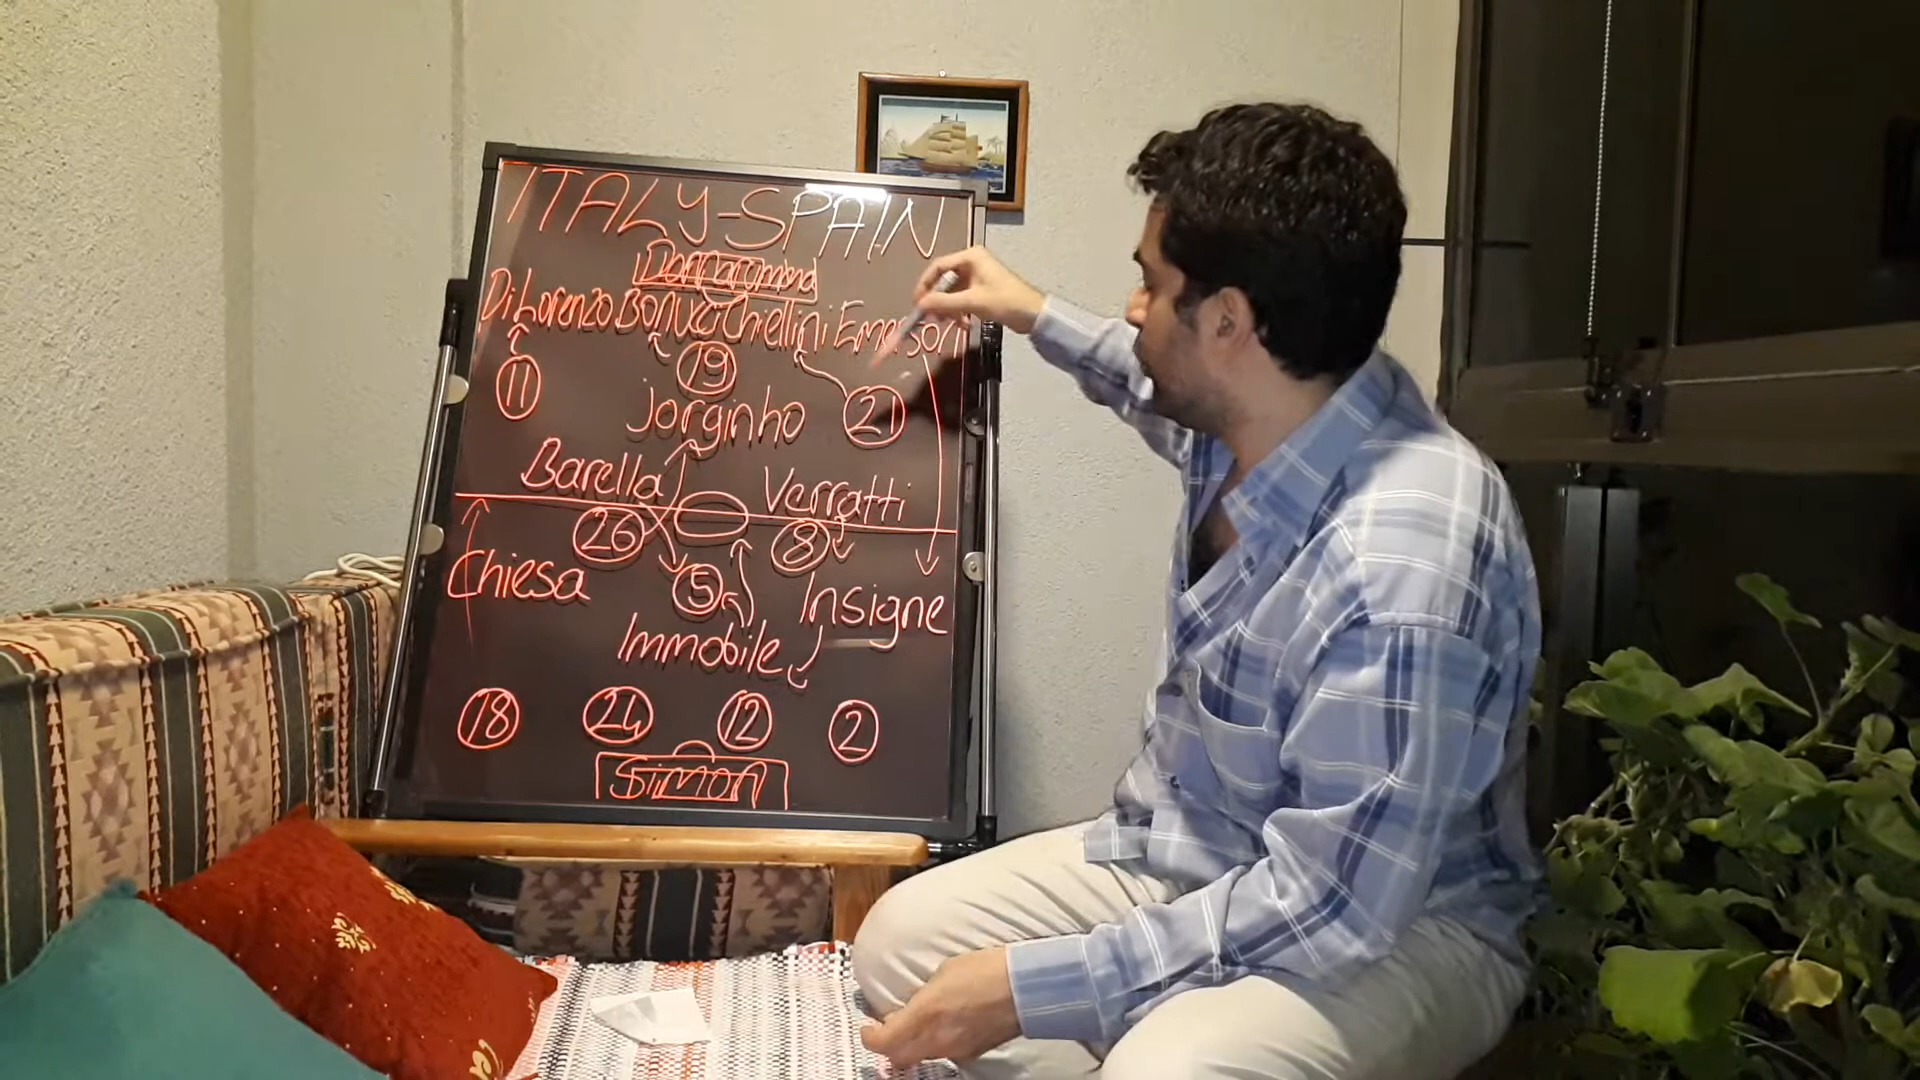 ITALY-SPAIN
Donnarumma
Di Lorenzo Bonucci Chiellini Emerson
11 19 21
Jorginho
Barella Verratti
26 8
Chiesa 5 Insigne
Immobile
18 24 12 2
Simon